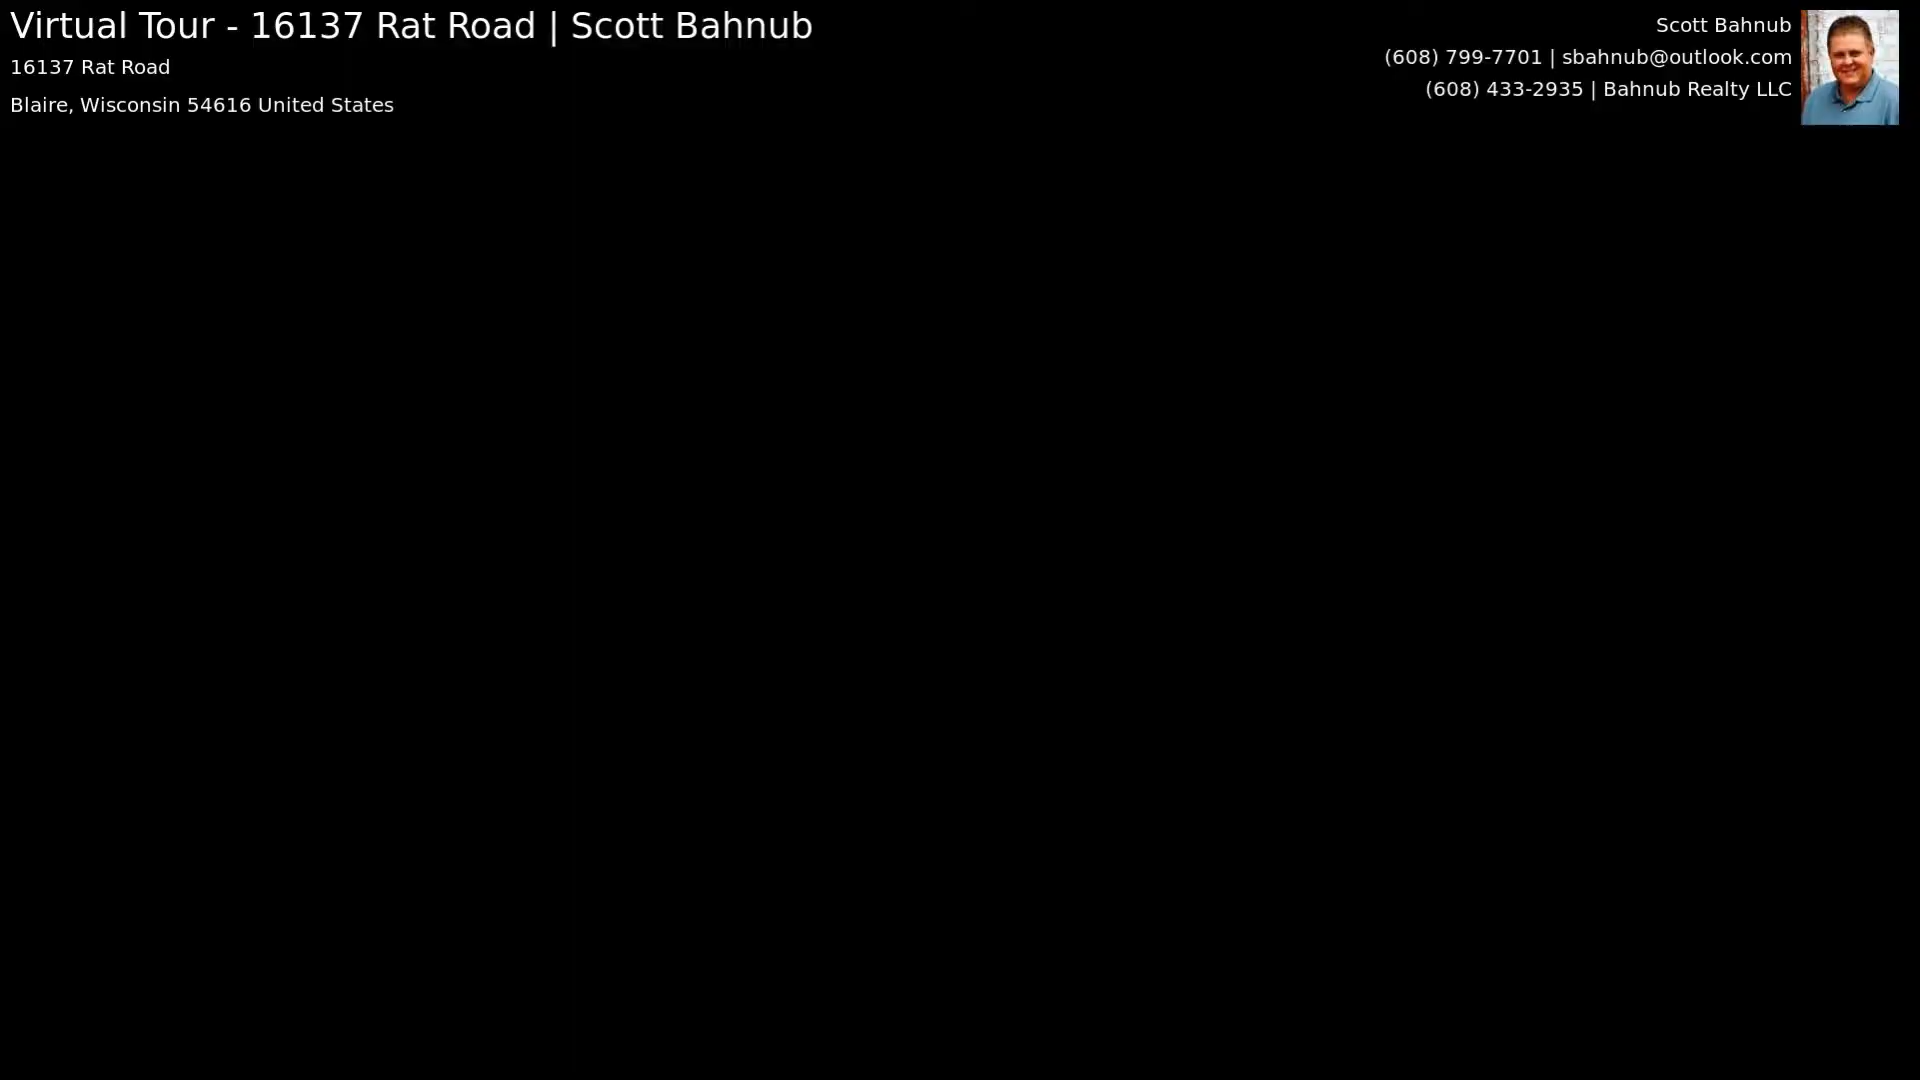 Virtual Tour - 16137 Rat Road | Scott Bahnub
16137 Rat Road
Blaire, Wisconsin 54616 United States
Scott Bahnub
(608) 799-7701 | sbahnub@outlook.com
(608) 433-2935 | Bahnub Realty LLC